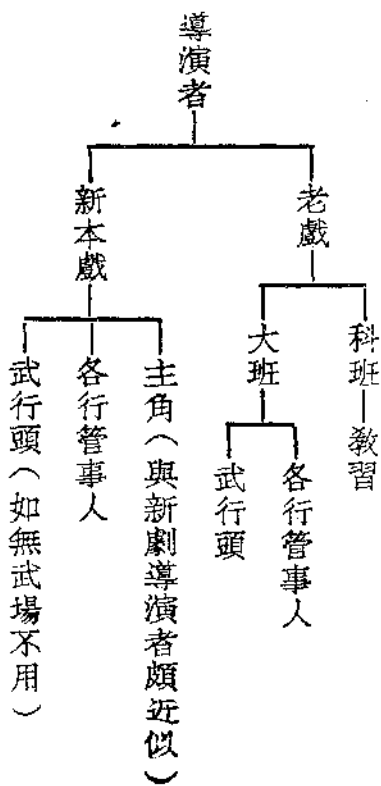 導演者
老戲
科班—教習
大班
各行管事人
武行頭
新本戲
主角（與新劇導演者頗近似）
各行管事人
武行頭（如無武場不用）